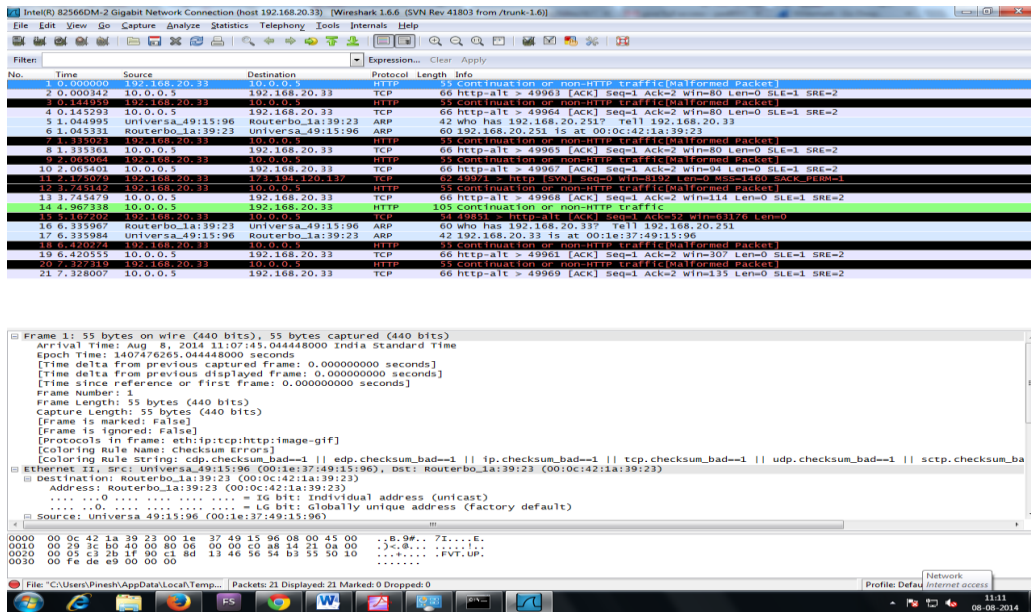 Intel(R) 82566DM-2 Gigabit Network Connection (host 192.168.20.33) [Wireshark 1.6.6 (SVN Rev 41803 from /trunk-1.6)]
File Edit View Go Capture Analyze Statistics Telephony Tools Internals Help
Filter: Expression... Clear Apply
No. Time Source Destination Protocol Length Info
1 0.000000 192.168.20.33 10.0.0.5 HTTP 55 Continuation or non-HTTP traffic[Malformed Packet]
2 0.000342 10.0.0.5 192.168.20.33 TCP 66 http-alt > 49963 [ACK] Seq=1 Ack=2 Win=80 Len=0 SLE=1 SRE=2
3 0.144959 192.168.20.33 10.0.0.5 HTTP 55 Continuation or non-HTTP traffic[Malformed Packet]
4 0.145293 10.0.0.5 192.168.20.33 TCP 66 http-alt > 49964 [ACK] Seq=1 Ack=2 Win=80 Len=0 SLE=1 SRE=2
5 1.044995 Universa_49:15:96 Routerbo_1a:39:23 ARP 42 Who has 192.168.20.251? Tell 192.168.20.33
6 1.045331 Routerbo_1a:39:23 Universa_49:15:96 ARP 60 192.168.20.251 is at 00:0c:42:1a:39:23
7 1.335023 192.168.20.33 10.0.0.5 HTTP 55 Continuation or non-HTTP traffic[Malformed Packet]
8 1.335361 10.0.0.5 192.168.20.33 TCP 66 http-alt > 49965 [ACK] Seq=1 Ack=2 Win=80 Len=0 SLE=1 SRE=2
9 2.065064 192.168.20.33 10.0.0.5 HTTP 55 Continuation or non-HTTP traffic[Malformed Packet]
10 2.065401 10.0.0.5 192.168.20.33 TCP 66 http-alt > 49967 [ACK] Seq=1 Ack=2 Win=94 Len=0 SLE=1 SRE=2
11 2.175079 192.168.20.33 173.194.120.137 TCP 62 49971 > http [SYN] Seq=0 Win=8192 Len=0 MSS=1460 SACK_PERM=1
12 3.745142 192.168.20.33 10.0.0.5 HTTP 55 Continuation or non-HTTP traffic[Malformed Packet]
13 3.745479 10.0.0.5 192.168.20.33 TCP 66 http-alt > 49968 [ACK] Seq=1 Ack=2 Win=114 Len=0 SLE=1 SRE=2
14 4.967338 10.0.0.5 192.168.20.33 HTTP 105 Continuation or non-HTTP traffic
15 5.167202 192.168.20.33 10.0.0.5 TCP 54 49851 > http-alt [ACK] Seq=1 Ack=52 Win=63176 Len=0
16 6.335967 Routerbo_1a:39:23 Universa_49:15:96 ARP 60 Who has 192.168.20.33? Tell 192.168.20.251
17 6.335984 Universa_49:15:96 Routerbo_1a:39:23 ARP 42 192.168.20.33 is at 00:1e:37:49:15:96
18 6.420274 192.168.20.33 10.0.0.5 HTTP 55 Continuation or non-HTTP traffic[Malformed Packet]
19 6.420555 10.0.0.5 192.168.20.33 TCP 66 http-alt > 49961 [ACK] Seq=1 Ack=2 Win=307 Len=0 SLE=1 SRE=2
20 7.327319 192.168.20.33 10.0.0.5 HTTP 55 Continuation or non-HTTP traffic[Malformed Packet]
21 7.328007 10.0.0.5 192.168.20.33 TCP 66 http-alt > 49969 [ACK] Seq=1 Ack=2 Win=135 Len=0 SLE=1 SRE=2
Frame 1: 55 bytes on wire (440 bits), 55 bytes captured (440 bits)
Arrival Time: Aug 8, 2014 11:07:45.044448000 India Standard Time
Epoch Time: 1407476265.044448000 seconds
[Time delta from previous captured frame: 0.000000000 seconds]
[Time delta from previous displayed frame: 0.000000000 seconds]
[Time since reference or first frame: 0.000000000 seconds]
Frame Number: 1
Frame Length: 55 bytes (440 bits)
Capture Length: 55 bytes (440 bits)
[Frame is marked: False]
[Frame is ignored: False]
[Protocols in frame: eth:ip:tcp:http:image-gif]
[Coloring Rule Name: Checksum Errors]
[Coloring Rule String: cdp.checksum_bad==1 || edp.checksum_bad==1 || ip.checksum_bad==1 || tcp.checksum_bad==1 || udp.checksum_bad==1 || sctp.checksum_ba
Ethernet II, Src: Universa_49:15:96 (00:1e:37:49:15:96), Dst: Routerbo_1a:39:23 (00:0c:42:1a:39:23)
Destination: Routerbo_1a:39:23 (00:0c:42:1a:39:23)
Address: Routerbo_1a:39:23 (00:0c:42:1a:39:23)
.... ...0 .... .... .... .... = IG bit: Individual address (unicast)
.... ..0. .... .... .... .... = LG bit: Globally unique address (factory default)
Source: Universa_49:15:96 (00:1e:37:49:15:96)
0000 00 0c 42 1a 39 23 00 1e 37 49 15 96 08 00 45 00 ..B.9#.. 7I....E.
0010 00 29 3c b0 40 00 80 06 00 00 c0 a8 14 21 0a 00 .)<.@... .....!..
0020 00 05 c3 2b 1f 90 c1 8d 13 46 56 54 b3 55 50 10 ...+.... .FVT.UP.
0030 00 fe de e9 00 00 00 .......
File: "C:\Users\Pinesh\AppData\Local\Temp... Packets: 21 Displayed: 21 Marked: 0 Dropped: 0 Profile: Defau
Network
Internet access
FS W
11:11
08-08-2014